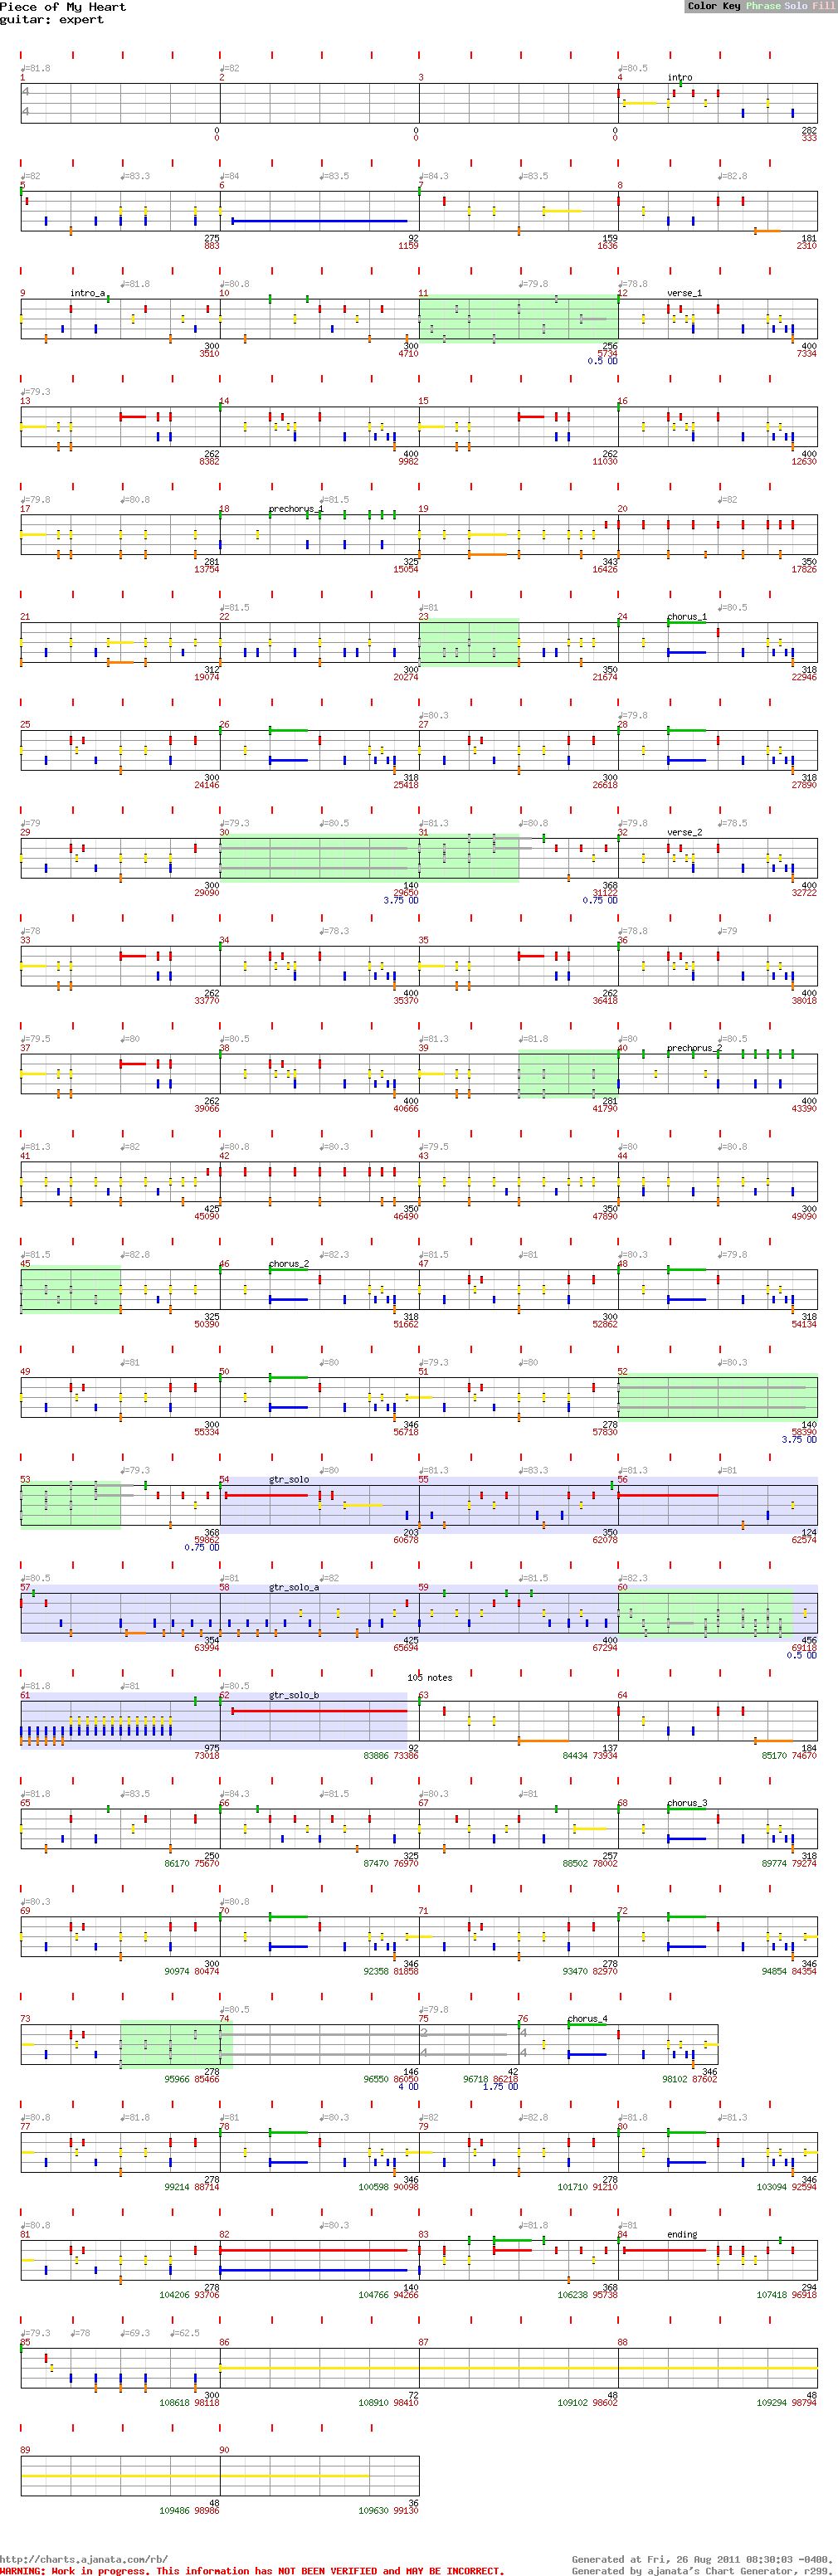 Piece of My Heart
Color Key Phrase Solo Fill
guitar: expert
♩=81.8 ♩=82 ♩=80.5
1 2 3 4 intro
4
4
0 0 0 282
0 0 0 333
♩=82 ♩=83.3 ♩=84 ♩=83.5 ♩=84.3 ♩=83.5 ♩=82.8
5 6 7 8
275 92 159 181
883 1159 1636 2310
♩=81.8 ♩=80.8 ♩=79.8 ♩=78.8
9 intro_a 10 11 12 verse_1
300 300 256 400
3510 4710 5734 7334
0.5 OD
♩=79.3
13 14 15 16
262 400 262 400
8382 9982 11030 12630
♩=79.8 ♩=80.8 ♩=81.5 ♩=82
17 18 prechorus_1 19 20
281 325 343 350
13754 15054 16426 17826
♩=81.5 ♩=81 ♩=80.5
21 22 23 24 chorus_1
312 300 350 318
19074 20274 21674 22946
♩=80.3 ♩=79.8
25 26 27 28
300 318 300 318
24146 25418 26618 27890
♩=79 ♩=79.3 ♩=80.5 ♩=81.3 ♩=80.8 ♩=79.8 ♩=78.5
29 30 31 32 verse_2
300 140 368 400
29090 29650 31122 32722
3.75 OD 0.75 OD
♩=78 ♩=78.3 ♩=78.8 ♩=79
33 34 35 36
262 400 262 400
33770 35370 36418 38018
♩=79.5 ♩=80 ♩=80.5 ♩=81.3 ♩=81.8 ♩=80 ♩=80.5
37 38 39 40 prechorus_2
262 400 281 400
39066 40666 41790 43390
♩=81.3 ♩=82 ♩=80.8 ♩=80.3 ♩=79.5 ♩=80 ♩=80.8
41 42 43 44
425 350 350 300
45090 46490 47890 49090
♩=81.5 ♩=82.8 ♩=82.3 ♩=81.5 ♩=81 ♩=80.3 ♩=79.8
45 46 chorus_2 47 48
325 318 300 318
50390 51662 52862 54134
♩=81 ♩=80 ♩=79.3 ♩=80 ♩=80.3
49 50 51 52
300 346 278 140
55334 56718 57830 58390
3.75 OD
♩=79.3 ♩=80 ♩=81.3 ♩=83.3 ♩=81.3 ♩=81
53 54 gtr_solo 55 56
368 203 350 124
59862 60678 62078 62574
0.75 OD
♩=80.5 ♩=81 ♩=82 ♩=81.5 ♩=82.3
57 58 gtr_solo_a 59 60
354 425 400 456
63994 65694 67294 69118
0.5 OD
105 notes
♩=81.8 ♩=81 ♩=80.5
61 62 gtr_solo_b 63 64
975 92 137 184
73018 83886 73386 84434 73934 85170 74670
♩=81.8 ♩=83.5 ♩=84.3 ♩=81.5 ♩=80.3 ♩=81
65 66 67 68 chorus_3
250 325 257 318
86170 75670 87470 76970 88502 78002 89774 79274
♩=80.3 ♩=80.8
69 70 71 72
300 346 278 346
90974 80474 92358 81858 93470 82970 94854 84354
♩=80.5 ♩=79.8
73 74 75 76 chorus_4
2 4
4 4
278 146 42 346
95966 85466 96550 86050 96718 86218 98102 87602
4 OD 1.75 OD
♩=80.8 ♩=81.8 ♩=81 ♩=80.3 ♩=82 ♩=82.8 ♩=81.8 ♩=81.3
77 78 79 80
278 346 278 346
99214 88714 100598 90098 101710 91210 103094 92594
♩=80.8 ♩=80.3 ♩=81.8 ♩=81
81 82 83 84 ending
278 140 368 294
104206 93706 104766 94266 106238 95738 107418 96918
♩=79.3 ♩=78 ♩=69.3 ♩=62.5
85 86 87 88
300 72 48 48
108618 98118 108910 98410 109102 98602 109294 98794
89 90
48 36
109486 98986 109630 99130
http://charts.ajanata.com/rb/
Generated at Fri, 26 Aug 2011 08:30:03 -0400.
WARNING: Work in progress. This information has NOT BEEN VERIFIED and MAY BE INCORRECT.
Generated by ajanata's Chart Generator, r299.